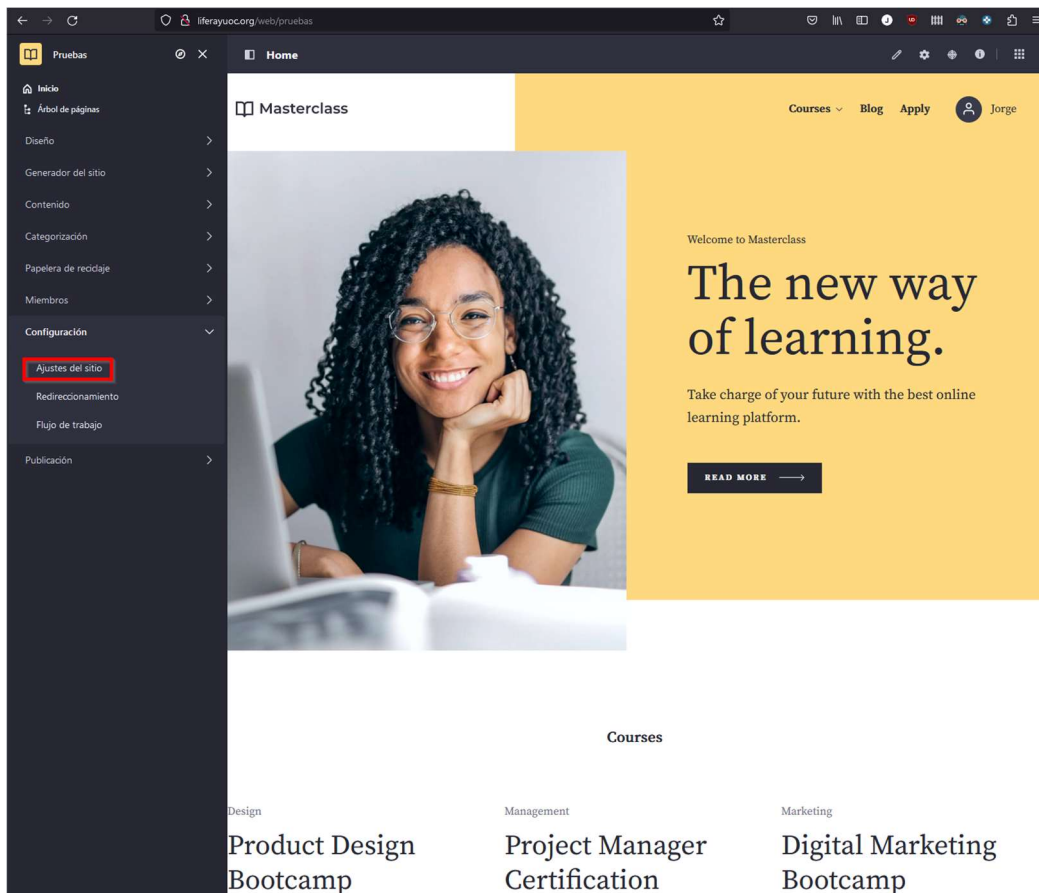 liferayuoc.org/web/pruebas
Pruebas
Home
Inicio
Árbol de páginas
Diseño
Generador del sitio
Contenido
Categorización
Papelera de reciclaje
Miembros
Configuración
Ajustes del sitio
Redireccionamiento
Flujo de trabajo
Publicación
Masterclass
Courses Blog Apply Jorge
Welcome to Masterclass
The new way
of learning.
Take charge of your future with the best online
learning platform.
READ MORE
Courses
Design
Product Design
Bootcamp
Management
Project Manager
Certification
Marketing
Digital Marketing
Bootcamp